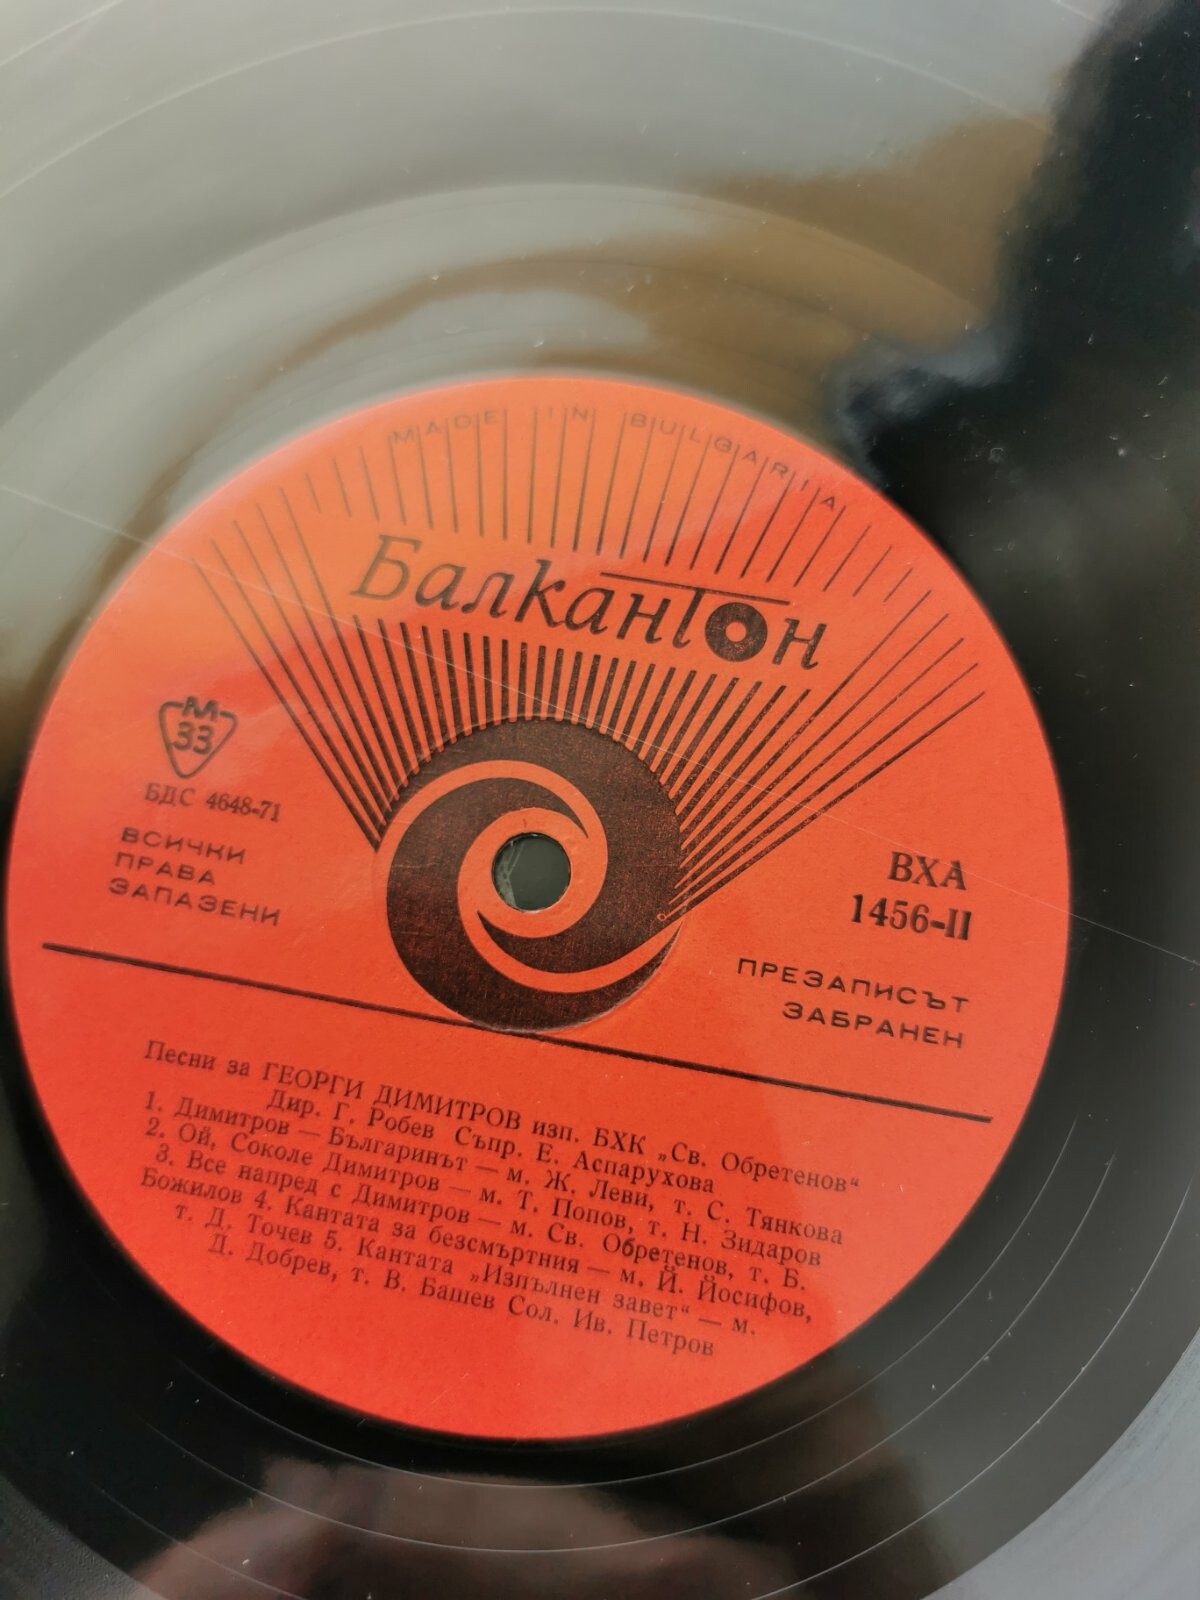 MADE IN BULGARIA
Балкантон
М
33
БДС 4648-71
ВСИЧКИ
ПРАВА
ЗАПАЗЕНИ
ВХА
1456-II
ПРЕЗАПИСЪТ
ЗАБРАНЕН
Песни за ГЕОРГИ ДИМИТРОВ изп. БХК „Св. Обретенов“
Дир. Г. Робев Съпр. Е. Аспарухова
1. Димитров — Българинът — м. Ж. Леви, т. С. Тянкова
2. Ой, Соколе Димитров — м. Т. Попов, т. Н. Зидаров
3. Все напред с Димитров — м. Св. Обретенов, т. Б.
Божилов 4. Кантата за безсмъртния — м. Й. Йосифов,
т. Д. Точев 5. Кантата „Изпълнен завет“ — м.
Д. Добрев, т. В. Башев Сол. Ив. Петров